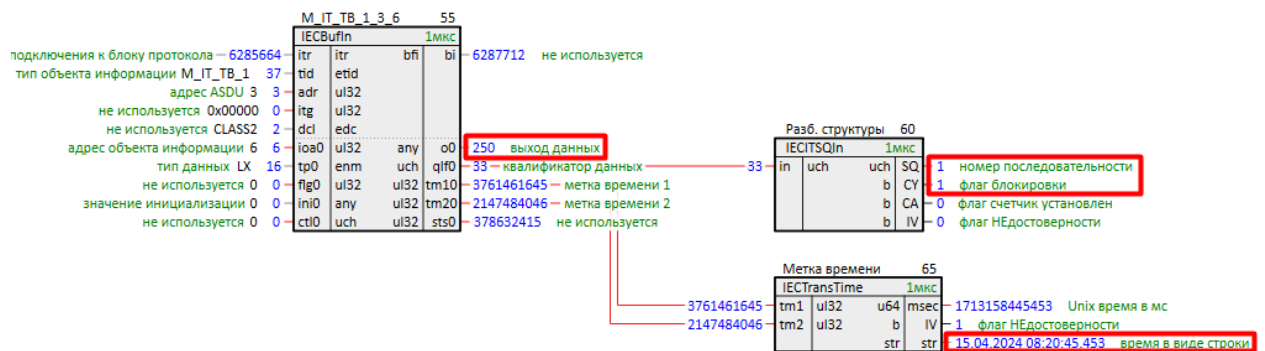 M_IT_TB_1_3_6 55
IECBufIn 1мкс
подключения к блоку протокола 6285664 itr itr bfi bi 6287712 не используется
тип объекта информации M_IT_TB_1 37 tid etid
адрес ASDU 3 3 adr ul32
не используется 0x00000 0 itg ul32
не используется CLASS2 2 dcl edc
адрес объекта информации 6 6 ioa0 ul32 any o0 250 выход данных
тип данных LX 16 tp0 enm uch qlf0 33 квалификатор данных
не используется 0 0 flg0 ul32 ul32 tm10 3761461645 метка времени 1
значение инициализации 0 0 ini0 any ul32 tm20 2147484046 метка времени 2
не используется 0 0 ctl0 uch ul32 sts0 378632415 не используется
Разб. структуры 60
IECITSQIn 1мкс
33 in uch uch SQ 1 номер последовательности
b CY 1 флаг блокировки
b CA 0 флаг счетчик установлен
b IV 0 флаг НЕдостоверности
Метка времени 65
IECTransTime 1мкс
3761461645 tm1 ul32 u64 msec 1713158445453 Unix время в мс
2147484046 tm2 ul32 b IV 1 флаг НЕдостоверности
str str 15.04.2024 08:20:45.453 время в виде строки